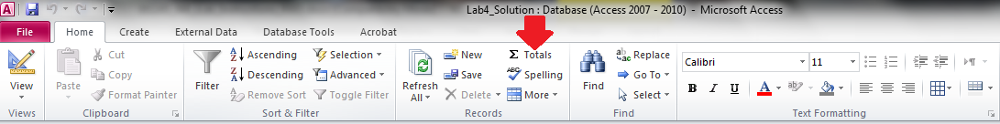 Lab4_Solution : Database (Access 2007 - 2010) - Microsoft Access
File Home Create External Data Database Tools Acrobat
View
Views
Paste
Cut
Copy
Format Painter
Clipboard
Filter
Ascending
Descending
Remove Sort
Selection
Advanced
Toggle Filter
Sort & Filter
Refresh
All
New
Save
Delete
Σ Totals
ABC Spelling
More
Records
Find
Replace
Go To
Select
Find
Calibri 11
B I U A
Text Formatting